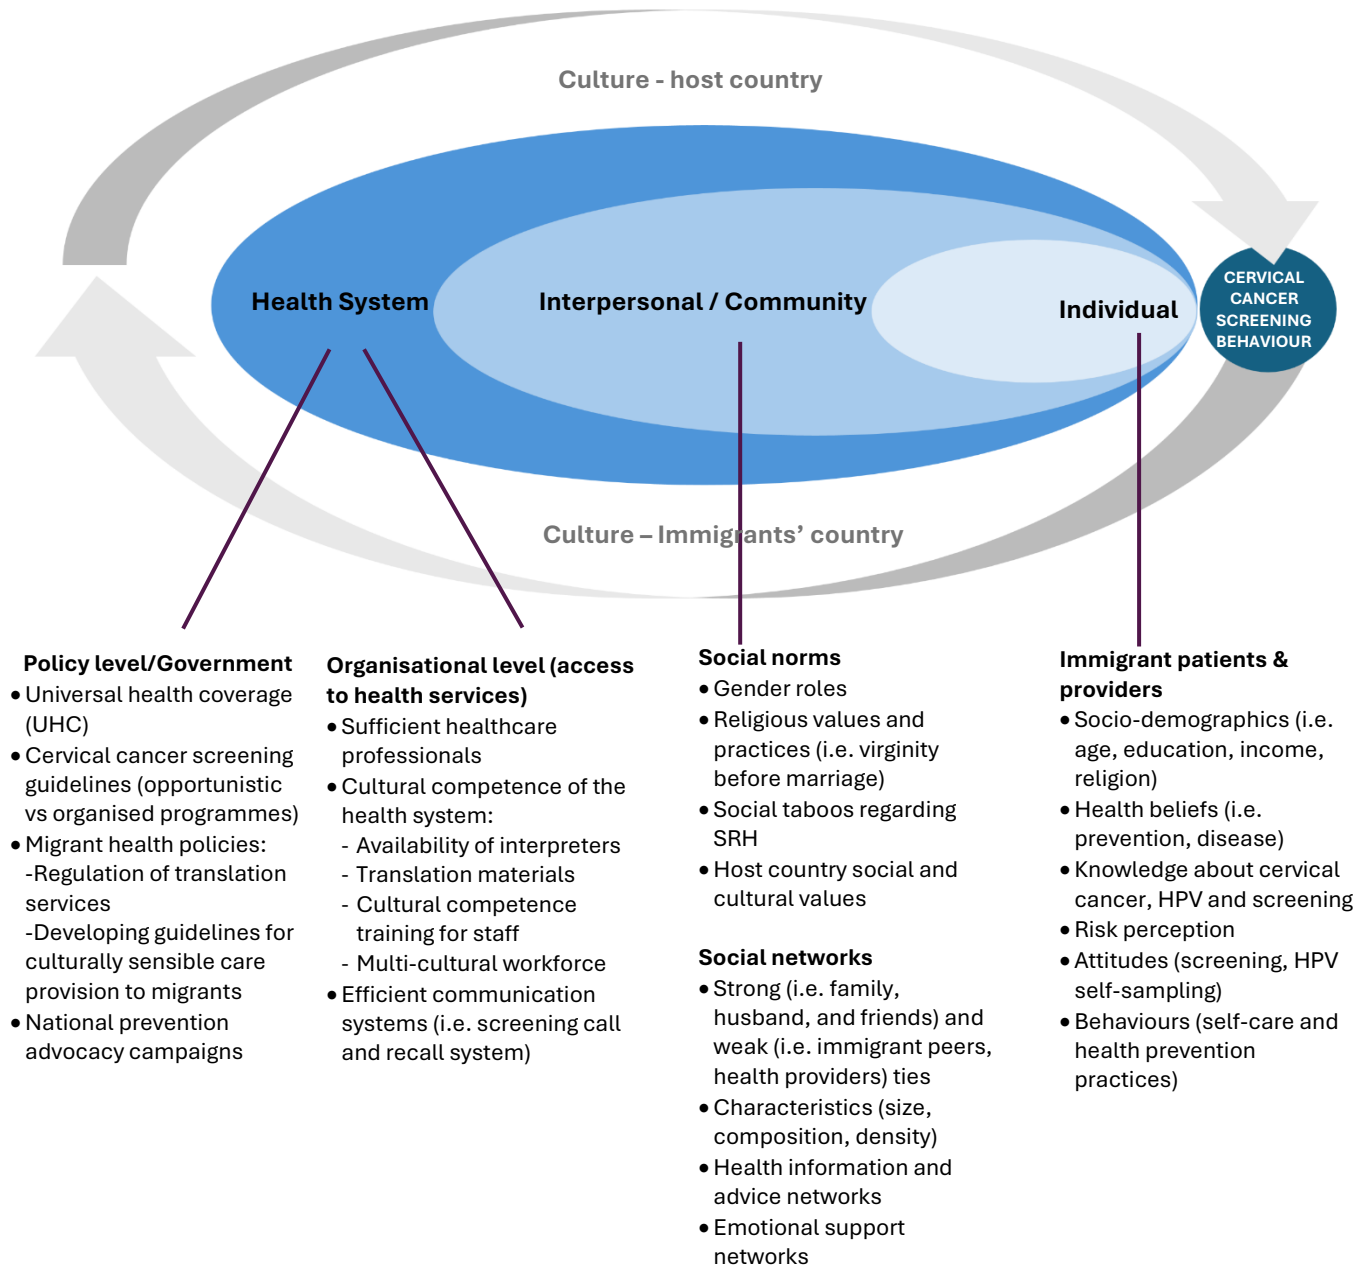 Culture - host country
Health System
Interpersonal / Community
Individual
CERVICAL
CANCER
SCREENING
BEHAVIOUR
Culture – Immigrants’ country
Policy level/Government
• Universal health coverage
(UHC)
• Cervical cancer screening
guidelines (opportunistic
vs organised programmes)
• Migrant health policies:
-Regulation of translation
services
-Developing guidelines for
culturally sensible care
provision to migrants
• National prevention
advocacy campaigns
Organisational level (access
to health services)
• Sufficient healthcare
professionals
• Cultural competence of the
health system:
- Availability of interpreters
- Translation materials
- Cultural competence
training for staff
- Multi-cultural workforce
• Efficient communication
systems (i.e. screening call
and recall system)
Social norms
• Gender roles
• Religious values and
practices (i.e. virginity
before marriage)
• Social taboos regarding
SRH
• Host country social and
cultural values
Social networks
• Strong (i.e. family,
husband, and friends) and
weak (i.e. immigrant peers,
health providers) ties
• Characteristics (size,
composition, density)
• Health information and
advice networks
• Emotional support
networks
Immigrant patients &
providers
• Socio-demographics (i.e.
age, education, income,
religion)
• Health beliefs (i.e.
prevention, disease)
• Knowledge about cervical
cancer, HPV and screening
• Risk perception
• Attitudes (screening, HPV
self-sampling)
• Behaviours (self-care and
health prevention
practices)